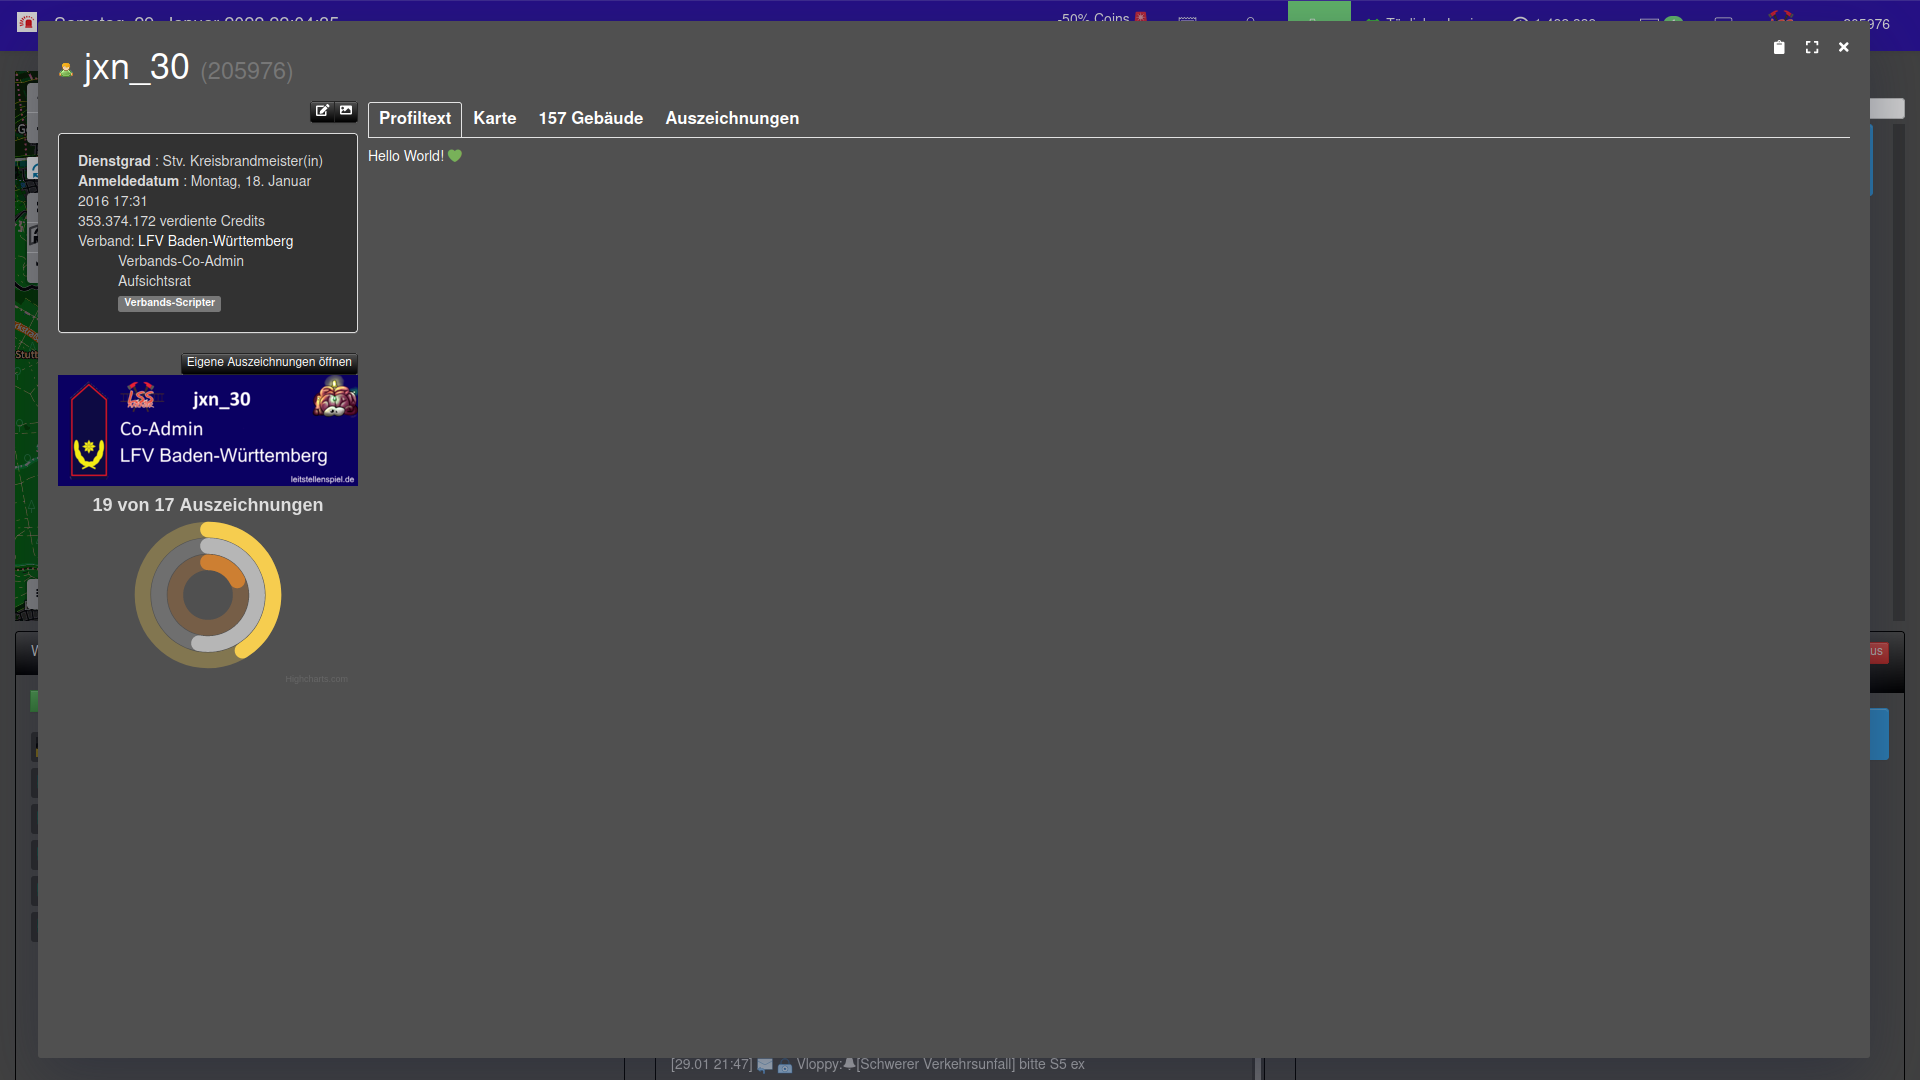 -50% Coins
jxn_30 (205976)
Profiltext Karte 157 Gebäude Auszeichnungen
Hello World! 💚
Dienstgrad : Stv. Kreisbrandmeister(in)
Anmeldedatum : Montag, 18. Januar
2016 17:31
353.374.172 verdiente Credits
Verband: LFV Baden-Württemberg
Verbands-Co-Admin
Aufsichtsrat
Verbands-Scripter
Eigene Auszeichnungen öffnen
LSS
jxn_30
Co-Admin
LFV Baden-Württemberg
leitstellenspiel.de
19 von 17 Auszeichnungen
Highcharts.com
[29.01 21:47] Vloppy: [Schwerer Verkehrsunfall] bitte S5 ex